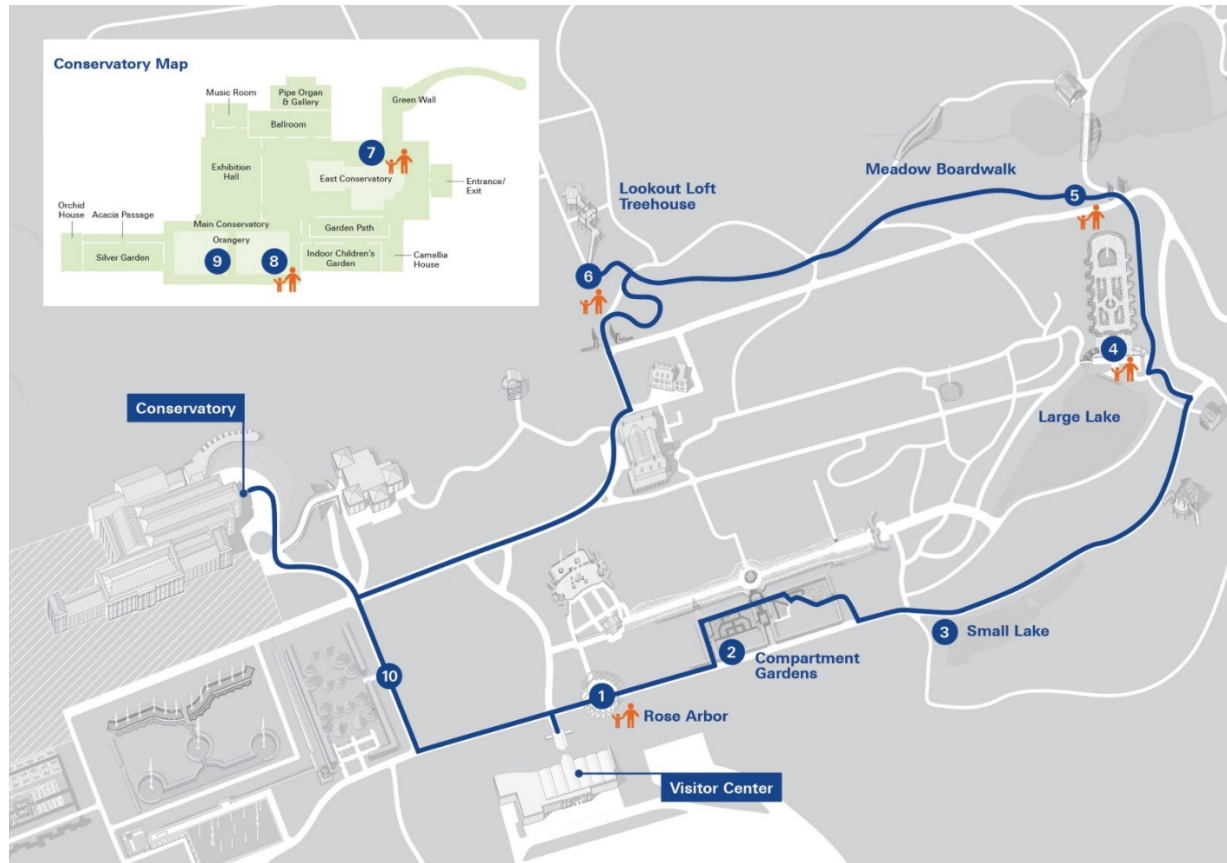 Conservatory Map
Music Room
Pipe Organ
& Gallery
Green Wall
Ballroom
7
Exhibition
Hall
East Conservatory
Entrance/
Exit
Orchid
House
Acacia Passage
Main Conservatory
Garden Path
Orangery
Silver Garden
9
8
Indoor Children's
Garden
Camellia
House
Lookout Loft
Treehouse
6
Meadow Boardwalk
5
4
Large Lake
Conservatory
3
Small Lake
2
Compartment
Gardens
10
1
Rose Arbor
Visitor Center